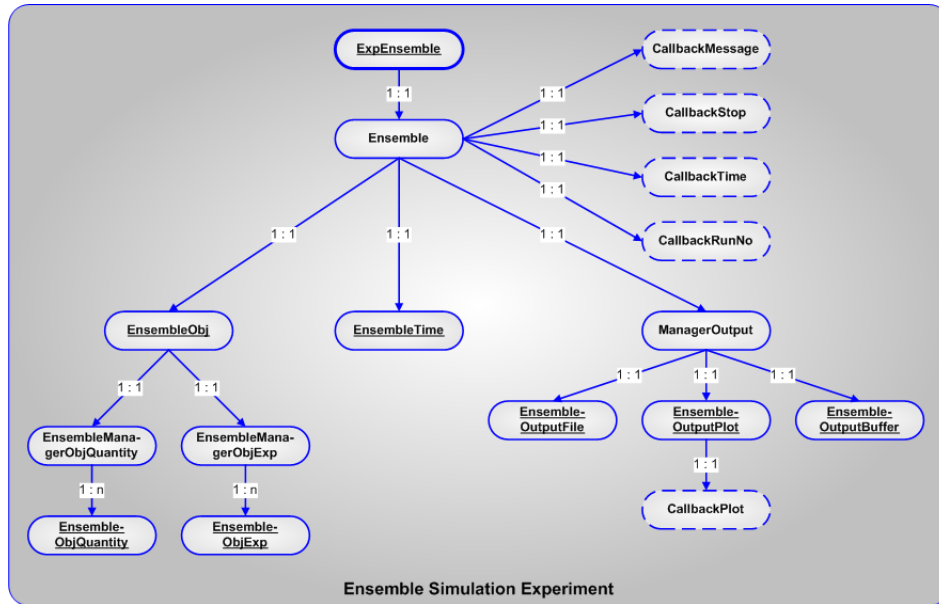 ExpEnsemble
CallbackMessage
1 : 1
1 : 1
CallbackStop
1 : 1
Ensemble
1 : 1
CallbackTime
1 : 1
CallbackRunNo
1 : 1
1 : 1
1 : 1
EnsembleObj
EnsembleTime
ManagerOutput
1 : 1
1 : 1
1 : 1
1 : 1
1 : 1
Ensemble-
OutputFile
Ensemble-
OutputPlot
Ensemble-
OutputBuffer
EnsembleMana-
gerObjQuantity
EnsembleMana-
gerObjExp
1 : 1
1 : n
1 : n
CallbackPlot
Ensemble-
ObjQuantity
Ensemble-
ObjExp
Ensemble Simulation Experiment